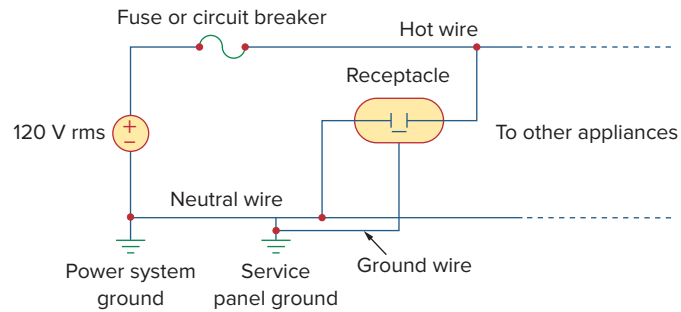 Fuse or circuit breaker
Hot wire
Receptacle
120 V rms
+
−
To other appliances
Neutral wire
Power system
ground
Service
panel ground
Ground wire